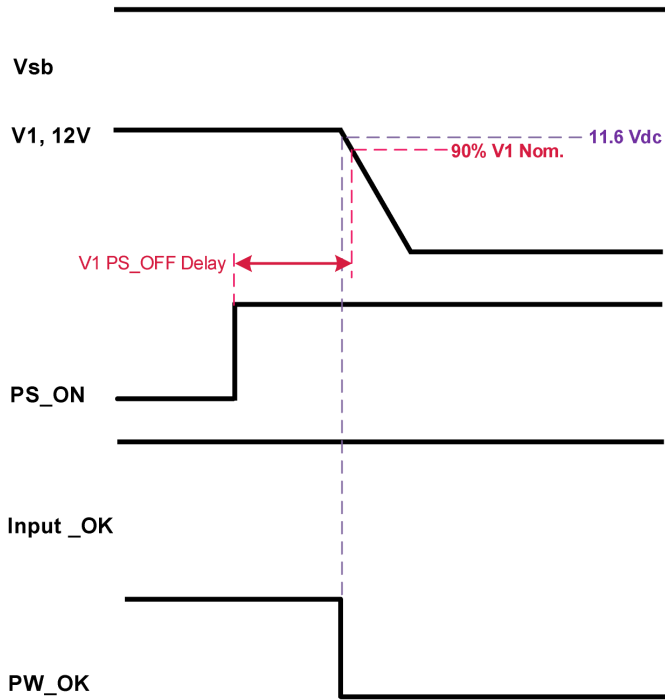 Vsb
V1, 12V
11.6 Vdc
90% V1 Nom.
V1 PS_OFF Delay
PS_ON
Input _OK
PW_OK